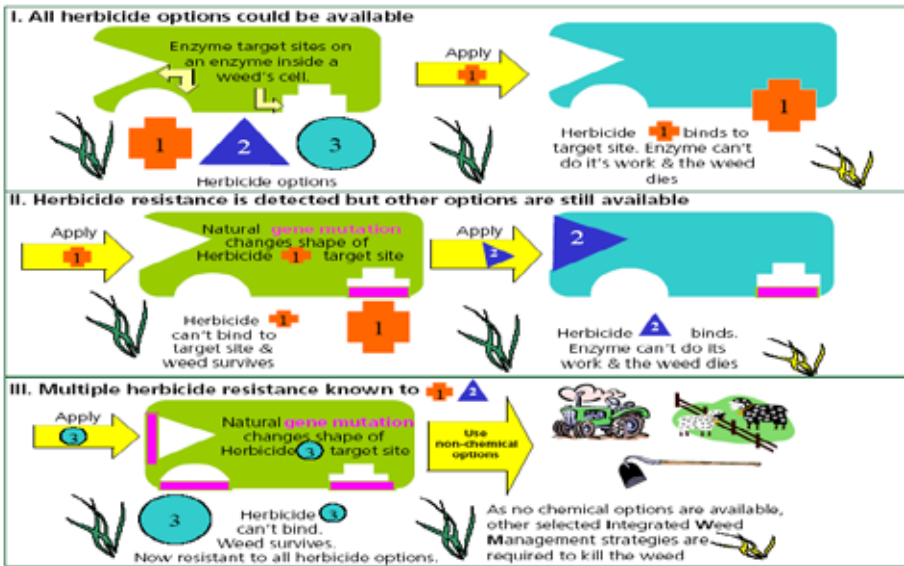 I. All herbicide options could be available
Enzyme target sites on
an enzyme inside a
weed's cell.
Apply
1
1
2
3
Herbicide options
1
Herbicide 1 binds to
target site. Enzyme can't
do it's work & the weed
dies
II. Herbicide resistance is detected but other options are still available
Apply
1
Natural gene mutation
changes shape of
Herbicide 1 target site
Herbicide 1
can't bind to
target site &
weed survives
1
Apply
2
2
Herbicide 2 binds.
Enzyme can't do its
work & the weed dies
III. Multiple herbicide resistance known to 1 2
Apply
3
Natural gene mutation
changes shape of
Herbicide 3 target site
3
Herbicide 3
can't bind.
Weed survives.
Now resistant to all herbicide options.
Use
non-chemical
options
As no chemical options are available,
other selected Integrated Weed
Management strategies are
required to kill the weed